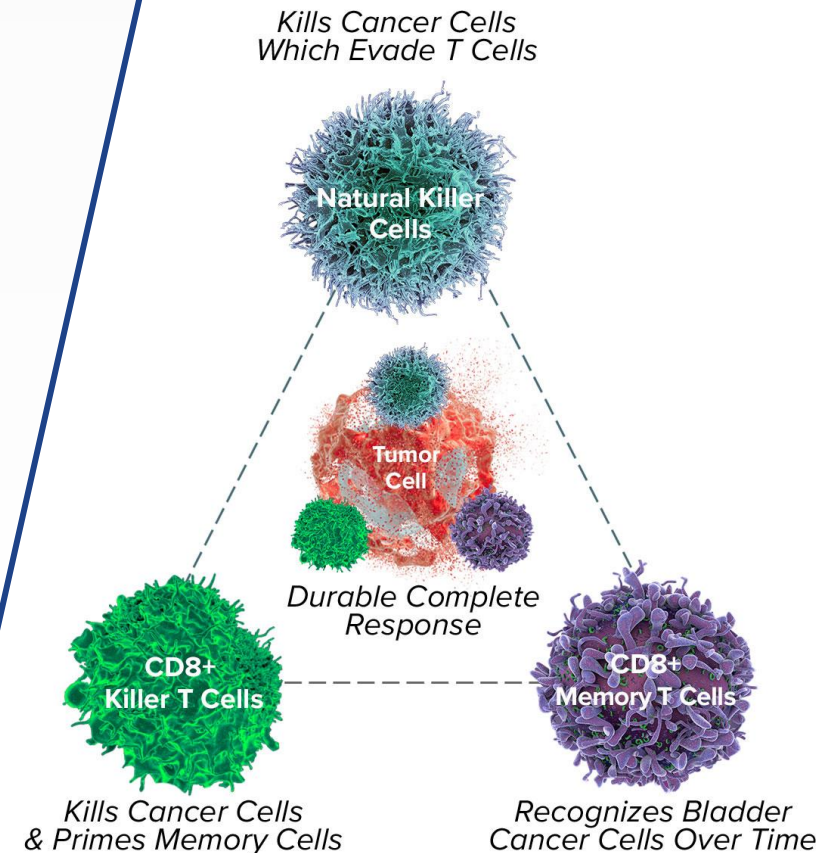 Kills Cancer Cells
Which Evade T Cells
Natural Killer
Cells
Tumor
Cell
Durable Complete
Response
CD8+
Killer T Cells
CD8+
Memory T Cells
Kills Cancer Cells
& Primes Memory Cells
Recognizes Bladder
Cancer Cells Over Time